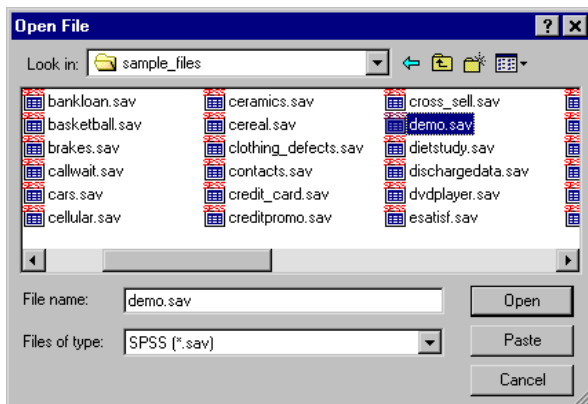 Open File
Look in: sample_files
bankloan.sav ceramics.sav cross_sell.sav
basketball.sav cereal.sav demo.sav
brakes.sav clothing_defects.sav dietstudy.sav
callwait.sav contacts.sav dischargedata.sav
cars.sav credit_card.sav dvdplayer.sav
cellular.sav creditpromo.sav esatisf.sav
File name: demo.sav Open
Files of type: SPSS (*.sav) Paste
Cancel